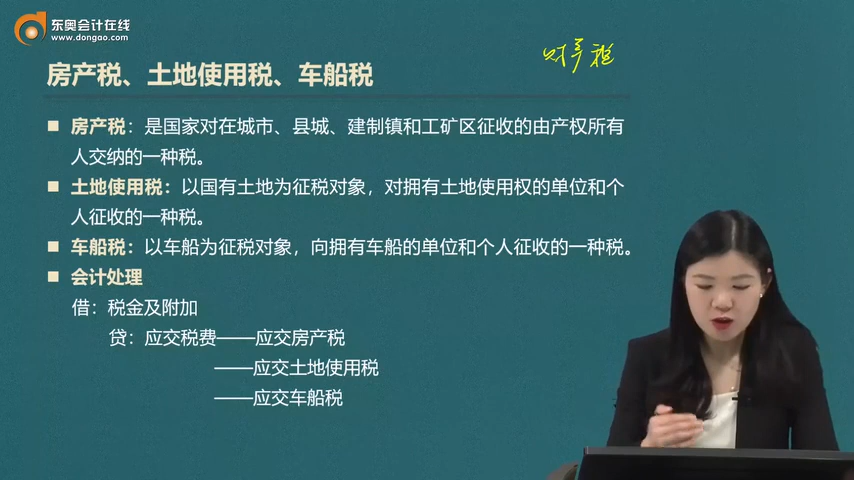 东奥会计在线
www.dongao.com
财产税
房产税、土地使用税、车船税
■ 房产税：是国家对在城市、县城、建制镇和工矿区征收的由产权所有
人交纳的一种税。
■ 土地使用税：以国有土地为征税对象，对拥有土地使用权的单位和个
人征收的一种税。
■ 车船税：以车船为征税对象，向拥有车船的单位和个人征收的一种税。
■ 会计处理
借：税金及附加
贷：应交税费——应交房产税
——应交土地使用税
——应交车船税